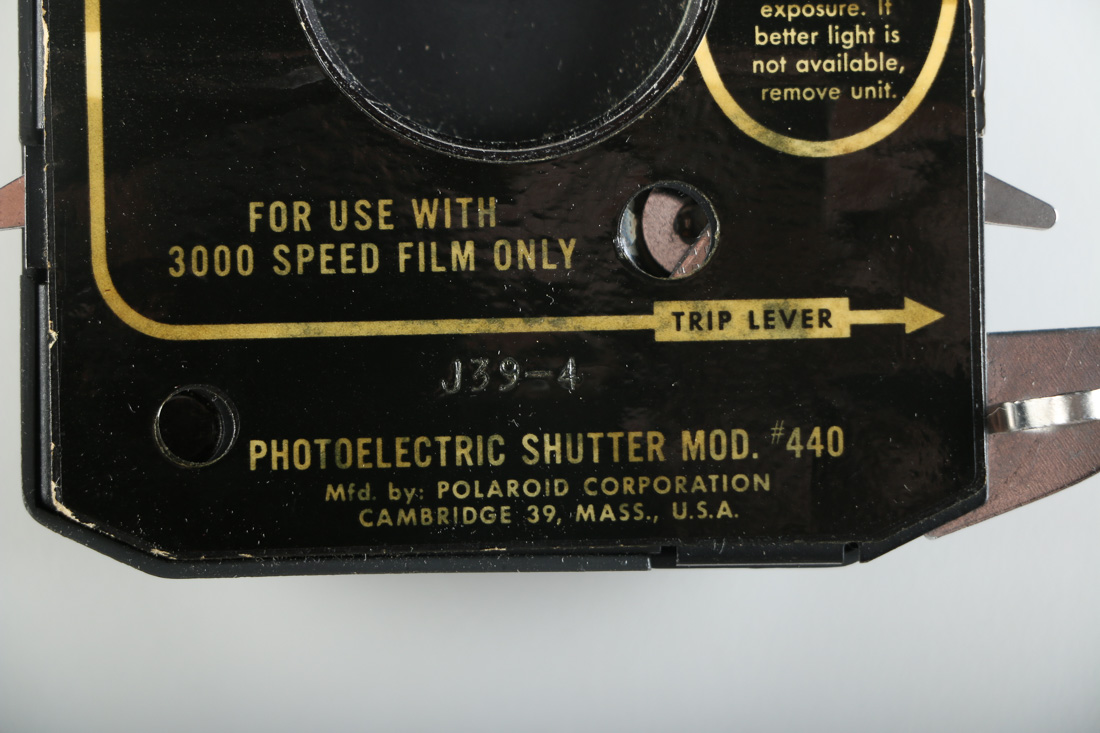 exposure. If
better light is
not available,
remove unit.
FOR USE WITH
3000 SPEED FILM ONLY
TRIP LEVER
J39-4
PHOTOELECTRIC SHUTTER MOD. #440
Mfd. by: POLAROID CORPORATION
CAMBRIDGE 39, MASS., U.S.A.